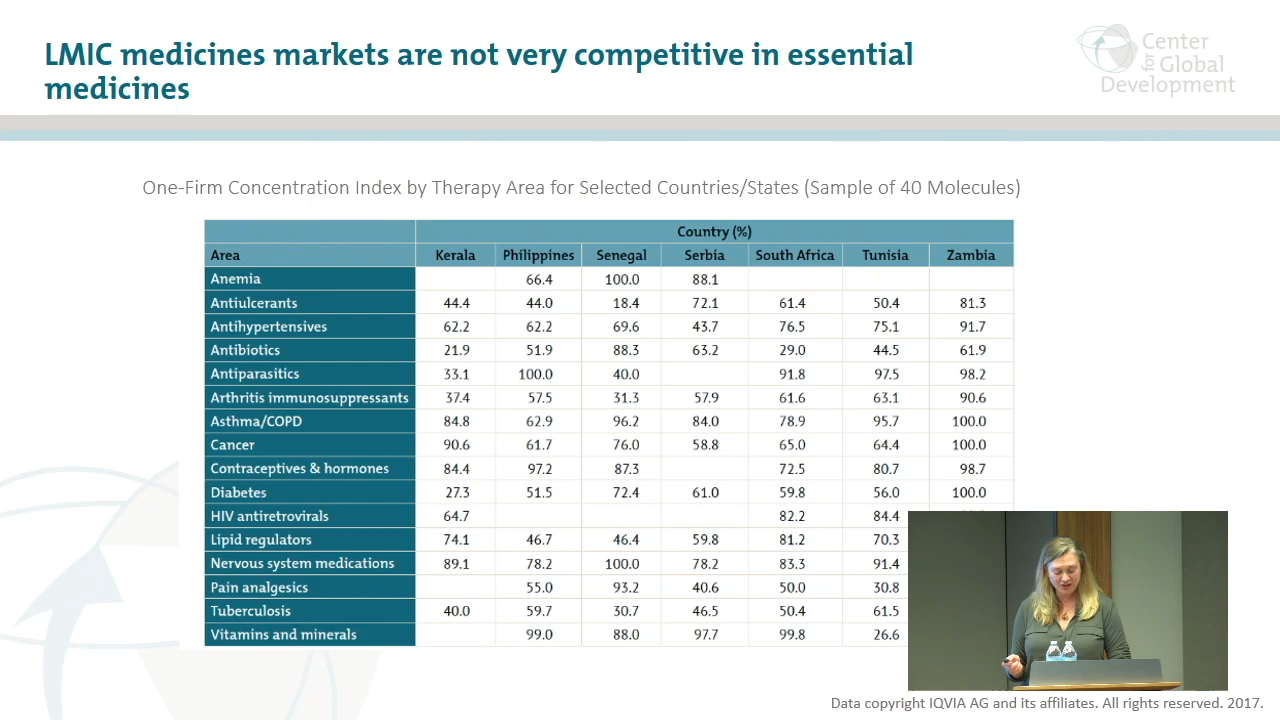 LMIC medicines markets are not very competitive in essential
medicines
Center
for Global
Development
One-Firm Concentration Index by Therapy Area for Selected Countries/States (Sample of 40 Molecules)
Country (%)
Area Kerala Philippines Senegal Serbia South Africa Tunisia Zambia
Anemia 66.4 100.0 88.1
Antiulcerants 44.4 44.0 18.4 72.1 61.4 50.4 81.3
Antihypertensives 62.2 62.2 69.6 43.7 76.5 75.1 91.7
Antibiotics 21.9 51.9 88.3 63.2 29.0 44.5 61.9
Antiparasitics 33.1 100.0 40.0 91.8 97.5 98.2
Arthritis immunosuppressants 37.4 57.5 31.3 57.9 61.6 63.1 90.6
Asthma/COPD 84.8 62.9 96.2 84.0 78.9 95.7 100.0
Cancer 90.6 61.7 76.0 58.8 65.0 64.4 100.0
Contraceptives & hormones 84.4 97.2 87.3 72.5 80.7 98.7
Diabetes 27.3 51.5 72.4 61.0 59.8 56.0 100.0
HIV antiretrovirals 64.7 82.2 84.4
Lipid regulators 74.1 46.7 46.4 59.8 81.2 70.3
Nervous system medications 89.1 78.2 100.0 78.2 83.3 91.4
Pain analgesics 55.0 93.2 40.6 50.0 30.8
Tuberculosis 40.0 59.7 30.7 46.5 50.4 61.5
Vitamins and minerals 99.0 88.0 97.7 99.8 26.6
Data copyright IQVIA AG and its affiliates. All rights reserved. 2017.